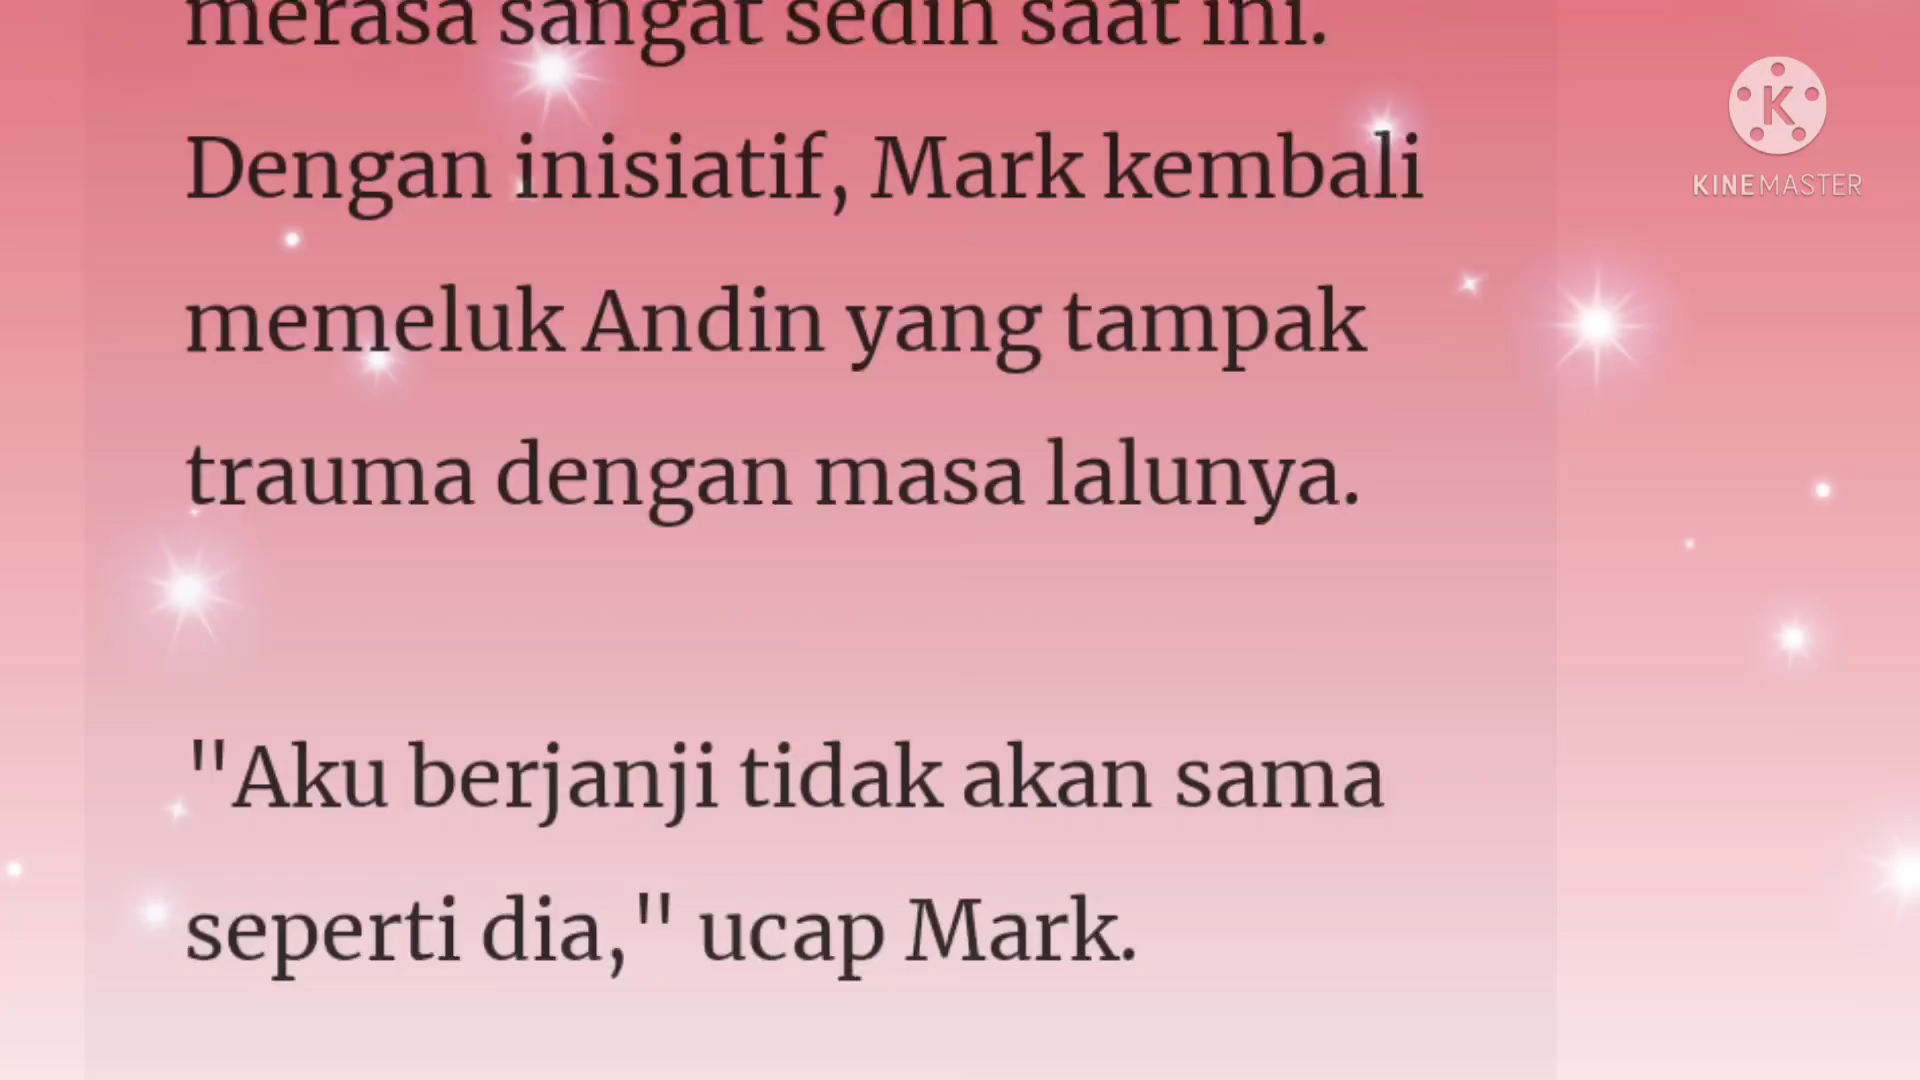 merasa sangat sedih saat ini.
Dengan inisiatif, Mark kembali
memeluk Andin yang tampak
trauma dengan masa lalunya.
"Aku berjanji tidak akan sama
seperti dia," ucap Mark.
K
KINEMASTER